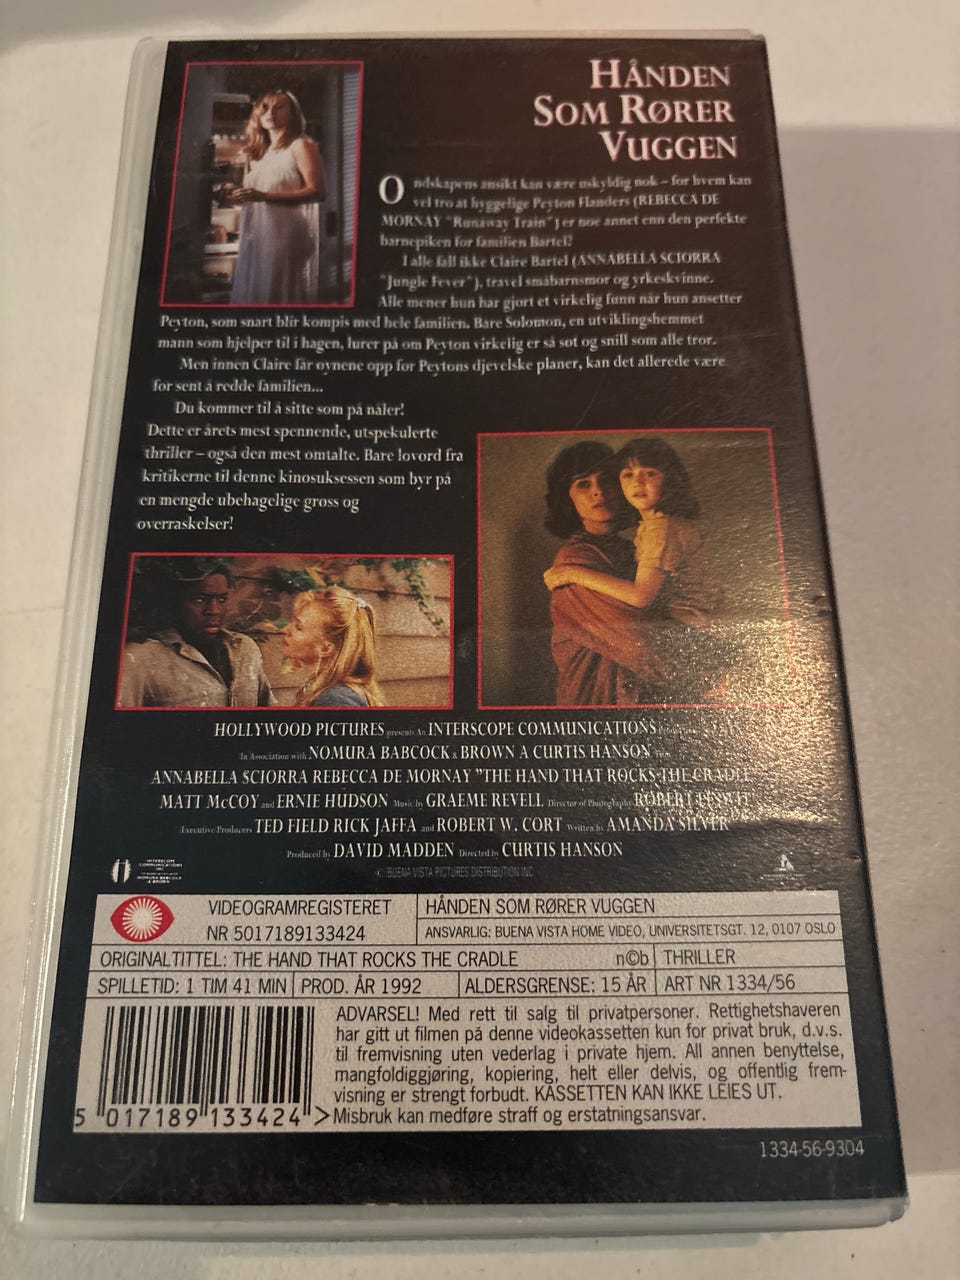 HÅNDEN
SOM RØRER
VUGGEN
Ondskapens ansikt kan være uskyldig nok – for hvem kan
vel tro at hyggelige Peyton Flanders (REBECCA DE
MORNAY "Runaway Train") er noe annet enn den perfekte
barnepiken for familien Bartel?
I alle fall ikke Claire Bartel (ANNABELLA SCIORRA
"Jungle Fever"), travel småbarnsmor og yrkeskvinne.
Alle mener hun har gjort et virkelig funn når hun ansetter
Peyton, som snart blir kompis med hele familien. Bare Solomon, en utviklingshemmet
mann som hjelper til i hagen, lurer på om Peyton virkelig er så søt og snill som alle tror.
Men innen Claire får øynene opp for Peytons djevelske planer, kan det allerede være
for sent å redde familien...
Du kommer til å sitte som på nåler!
Dette er årets mest spennende, utspekulerte
thriller – også den mest omtalte. Bare lovord fra
kritikerne til denne kinosuksessen som byr på
en mengde ubehagelige gross og
overraskelser!
HOLLYWOOD PICTURES presents An INTERSCOPE COMMUNICATIONS
In Association with NOMURA BABCOCK & BROWN A CURTIS HANSON Film
ANNABELLA SCIORRA REBECCA DE MORNAY "THE HAND THAT ROCKS THE CRADLE"
MATT McCOY and ERNIE HUDSON Music by GRAEME REVELL Director of Photography ROBERT ELSWIT
Executive Producers TED FIELD RICK JAFFA and ROBERT W. CORT Written by AMANDA SILVER
Produced by DAVID MADDEN Directed by CURTIS HANSON
© BUENA VISTA PICTURES DISTRIBUTION INC.
INTERSCOPE
COMMUNICATIONS
INC
NOMURA BABCOCK
& BROWN
VIDEOGRAMREGISTERET
NR 5017189133424
HÅNDEN SOM RØRER VUGGEN
ANSVARLIG: BUENA VISTA HOME VIDEO, UNIVERSITETSGT. 12, 0107 OSLO
ORIGINALTITTEL: THE HAND THAT ROCKS THE CRADLE n©b THRILLER
SPILLETID: 1 TIM 41 MIN PROD. ÅR 1992 ALDERSGRENSE: 15 ÅR ART NR 1334/56
ADVARSEL! Med rett til salg til privatpersoner. Rettighetshaveren
har gitt ut filmen på denne videokassetten kun for privat bruk, d.v.s.
til fremvisning uten vederlag i private hjem. All annen benyttelse,
mangfoldiggjøring, kopiering, helt eller delvis, og offentlig frem-
visning er strengt forbudt. KASSETTEN KAN IKKE LEIES UT.
Misbruk kan medføre straff og erstatningsansvar.
5 017189 133424 >
1334-56-9304